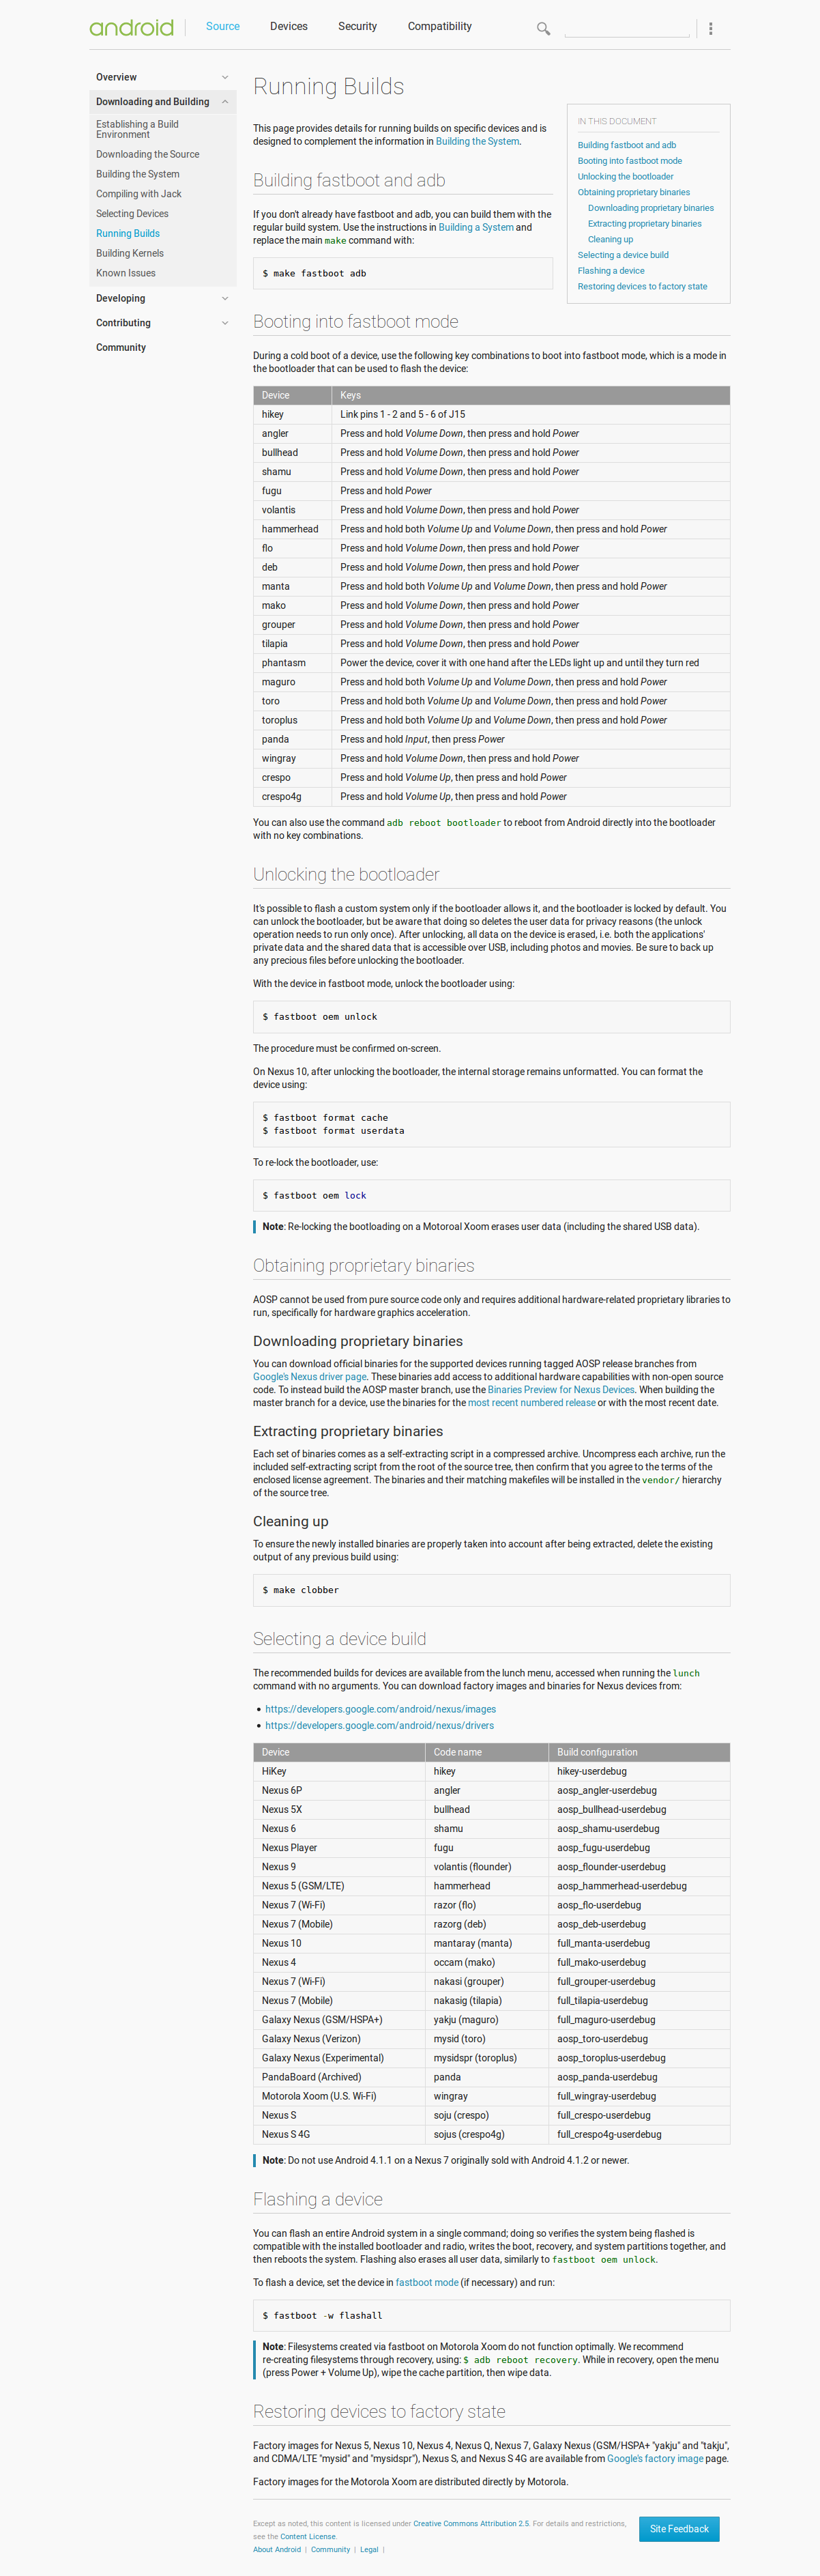 android
Source Devices Security Compatibility
Overview
Downloading and Building
Establishing a Build
Environment
Downloading the Source
Building the System
Compiling with Jack
Selecting Devices
Running Builds
Building Kernels
Known Issues
Developing
Contributing
Community
Running Builds
IN THIS DOCUMENT
Building fastboot and adb
Booting into fastboot mode
Unlocking the bootloader
Obtaining proprietary binaries
Downloading proprietary binaries
Extracting proprietary binaries
Cleaning up
Selecting a device build
Flashing a device
Restoring devices to factory state
This page provides details for running builds on specific devices and is
designed to complement the information in Building the System.
Building fastboot and adb
If you don't already have fastboot and adb, you can build them with the
regular build system. Use the instructions in Building a System and
replace the main make command with:
$ make fastboot adb
Booting into fastboot mode
During a cold boot of a device, use the following key combinations to boot into fastboot mode, which is a mode in
the bootloader that can be used to flash the device:
Device Keys
hikey Link pins 1 - 2 and 5 - 6 of J15
angler Press and hold Volume Down, then press and hold Power
bullhead Press and hold Volume Down, then press and hold Power
shamu Press and hold Volume Down, then press and hold Power
fugu Press and hold Power
volantis Press and hold Volume Down, then press and hold Power
hammerhead Press and hold both Volume Up and Volume Down, then press and hold Power
flo Press and hold Volume Down, then press and hold Power
deb Press and hold Volume Down, then press and hold Power
manta Press and hold both Volume Up and Volume Down, then press and hold Power
mako Press and hold Volume Down, then press and hold Power
grouper Press and hold Volume Down, then press and hold Power
tilapia Press and hold Volume Down, then press and hold Power
phantasm Power the device, cover it with one hand after the LEDs light up and until they turn red
maguro Press and hold both Volume Up and Volume Down, then press and hold Power
toro Press and hold both Volume Up and Volume Down, then press and hold Power
toroplus Press and hold both Volume Up and Volume Down, then press and hold Power
panda Press and hold Input, then press Power
wingray Press and hold Volume Down, then press and hold Power
crespo Press and hold Volume Up, then press and hold Power
crespo4g Press and hold Volume Up, then press and hold Power
You can also use the command adb reboot bootloader to reboot from Android directly into the bootloader
with no key combinations.
Unlocking the bootloader
It's possible to flash a custom system only if the bootloader allows it, and the bootloader is locked by default. You
can unlock the bootloader, but be aware that doing so deletes the user data for privacy reasons (the unlock
operation needs to run only once). After unlocking, all data on the device is erased, i.e. both the applications'
private data and the shared data that is accessible over USB, including photos and movies. Be sure to back up
any precious files before unlocking the bootloader.
With the device in fastboot mode, unlock the bootloader using:
$ fastboot oem unlock
The procedure must be confirmed on-screen.
On Nexus 10, after unlocking the bootloader, the internal storage remains unformatted. You can format the
device using:
$ fastboot format cache
$ fastboot format userdata
To re-lock the bootloader, use:
$ fastboot oem lock
Note: Re-locking the bootloading on a Motoroal Xoom erases user data (including the shared USB data).
Obtaining proprietary binaries
AOSP cannot be used from pure source code only and requires additional hardware-related proprietary libraries to
run, specifically for hardware graphics acceleration.
Downloading proprietary binaries
You can download official binaries for the supported devices running tagged AOSP release branches from
Google's Nexus driver page. These binaries add access to additional hardware capabilities with non-open source
code. To instead build the AOSP master branch, use the Binaries Preview for Nexus Devices. When building the
master branch for a device, use the binaries for the most recent numbered release or with the most recent date.
Extracting proprietary binaries
Each set of binaries comes as a self-extracting script in a compressed archive. Uncompress each archive, run the
included self-extracting script from the root of the source tree, then confirm that you agree to the terms of the
enclosed license agreement. The binaries and their matching makefiles will be installed in the vendor/ hierarchy
of the source tree.
Cleaning up
To ensure the newly installed binaries are properly taken into account after being extracted, delete the existing
output of any previous build using:
$ make clobber
Selecting a device build
The recommended builds for devices are available from the lunch menu, accessed when running the lunch
command with no arguments. You can download factory images and binaries for Nexus devices from:
• https://developers.google.com/android/nexus/images
• https://developers.google.com/android/nexus/drivers
Device Code name Build configuration
HiKey hikey hikey-userdebug
Nexus 6P angler aosp_angler-userdebug
Nexus 5X bullhead aosp_bullhead-userdebug
Nexus 6 shamu aosp_shamu-userdebug
Nexus Player fugu aosp_fugu-userdebug
Nexus 9 volantis (flounder) aosp_flounder-userdebug
Nexus 5 (GSM/LTE) hammerhead aosp_hammerhead-userdebug
Nexus 7 (Wi-Fi) razor (flo) aosp_flo-userdebug
Nexus 7 (Mobile) razorg (deb) aosp_deb-userdebug
Nexus 10 mantaray (manta) full_manta-userdebug
Nexus 4 occam (mako) full_mako-userdebug
Nexus 7 (Wi-Fi) nakasi (grouper) full_grouper-userdebug
Nexus 7 (Mobile) nakasig (tilapia) full_tilapia-userdebug
Galaxy Nexus (GSM/HSPA+) yakju (maguro) full_maguro-userdebug
Galaxy Nexus (Verizon) mysid (toro) aosp_toro-userdebug
Galaxy Nexus (Experimental) mysidspr (toroplus) aosp_toroplus-userdebug
PandaBoard (Archived) panda aosp_panda-userdebug
Motorola Xoom (U.S. Wi-Fi) wingray full_wingray-userdebug
Nexus S soju (crespo) full_crespo-userdebug
Nexus S 4G sojus (crespo4g) full_crespo4g-userdebug
Note: Do not use Android 4.1.1 on a Nexus 7 originally sold with Android 4.1.2 or newer.
Flashing a device
You can flash an entire Android system in a single command; doing so verifies the system being flashed is
compatible with the installed bootloader and radio, writes the boot, recovery, and system partitions together, and
then reboots the system. Flashing also erases all user data, similarly to fastboot oem unlock.
To flash a device, set the device in fastboot mode (if necessary) and run:
$ fastboot -w flashall
Note: Filesystems created via fastboot on Motorola Xoom do not function optimally. We recommend
re-creating filesystems through recovery, using: $ adb reboot recovery. While in recovery, open the menu
(press Power + Volume Up), wipe the cache partition, then wipe data.
Restoring devices to factory state
Factory images for Nexus 5, Nexus 10, Nexus 4, Nexus Q, Nexus 7, Galaxy Nexus (GSM/HSPA+ "yakju" and "takju",
and CDMA/LTE "mysid" and "mysidspr"), Nexus S, and Nexus S 4G are available from Google's factory image page.
Factory images for the Motorola Xoom are distributed directly by Motorola.
Except as noted, this content is licensed under Creative Commons Attribution 2.5. For details and restrictions,
see the Content License.
About Android | Community | Legal |
Site Feedback